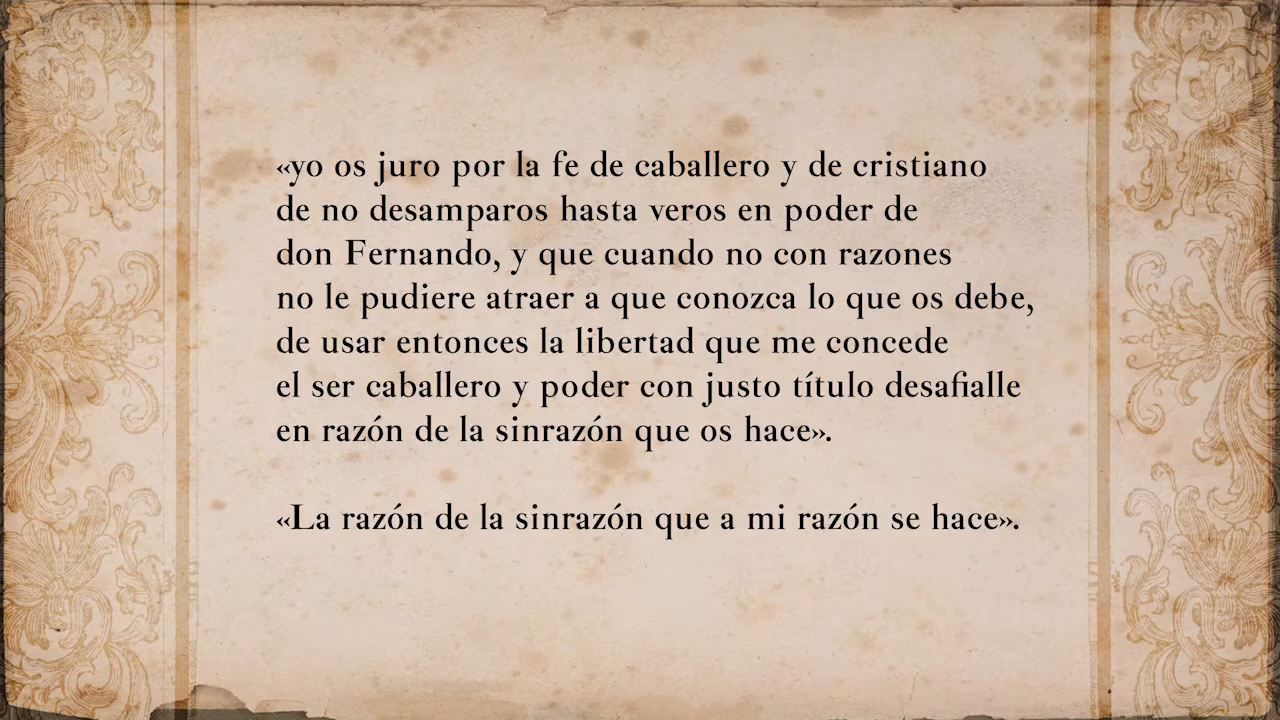 «yo os juro por la fe de caballero y de cristiano
de no desamparos hasta veros en poder de
don Fernando, y que cuando no con razones
no le pudiere atraer a que conozca lo que os debe,
de usar entonces la libertad que me concede
el ser caballero y poder con justo título desafialle
en razón de la sinrazón que os hace».
«La razón de la sinrazón que a mi razón se hace».